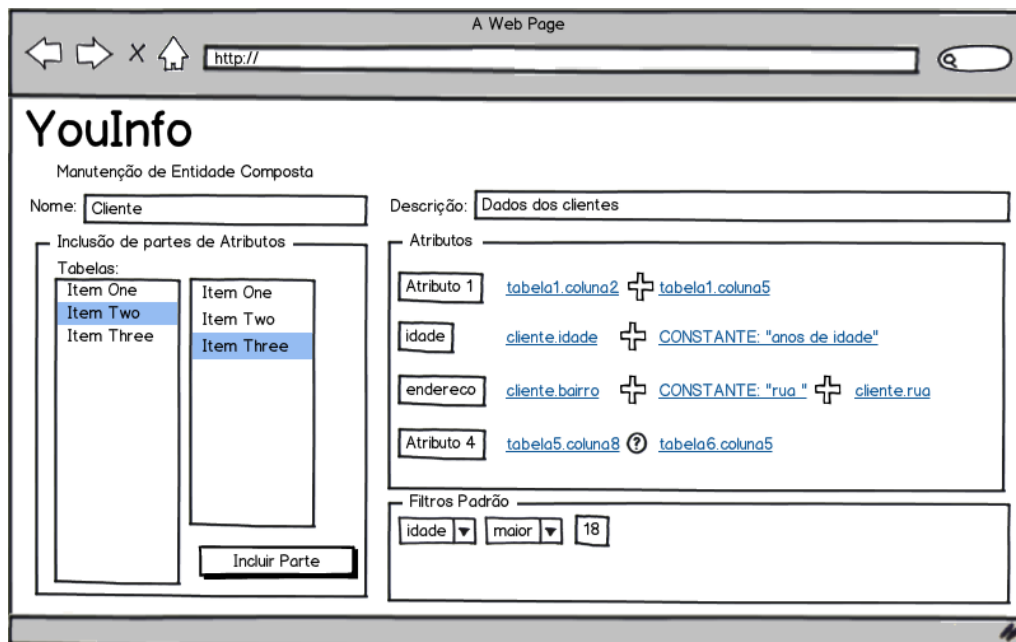 A Web Page
http://
YouInfo
Manutenção de Entidade Composta
Nome: Cliente
Descrição: Dados dos clientes
Inclusão de partes de Atributos
Tabelas:
Item One
Item Two
Item Three
Item One
Item Two
Item Three
Incluir Parte
Atributos
Atributo 1 tabela1.coluna2 tabela1.coluna5
idade cliente.idade CONSTANTE: "anos de idade"
endereco cliente.bairro CONSTANTE: "rua " cliente.rua
Atributo 4 tabela5.coluna8 ? tabela6.coluna5
Filtros Padrão
idade maior 18